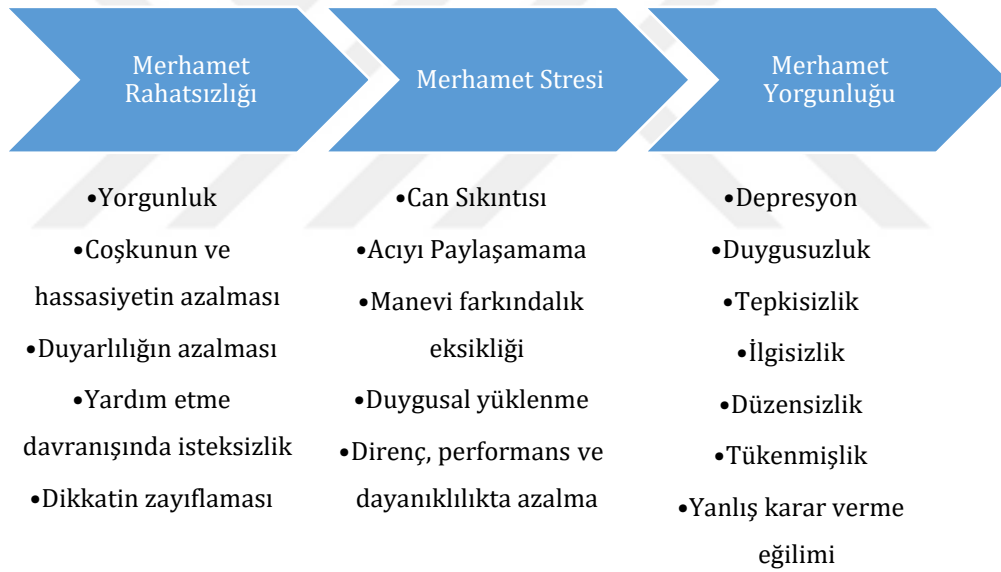 Merhamet
Rahatsızlığı
Merhamet Stresi
Merhamet
Yorgunluğu
•Yorgunluk
•Coşkunun ve
hassasiyetin azalması
•Duyarlılığın azalması
•Yardım etme
davranışında isteksizlik
•Dikkatin zayıflaması
•Can Sıkıntısı
•Acıyı Paylaşamama
•Manevi farkındalık
eksikliği
•Duygusal yüklenme
•Direnç, performans ve
dayanıklılıkta azalma
•Depresyon
•Duygusuzluk
•Tepkisizlik
•İlgisizlik
•Düzensizlik
•Tükenmişlik
•Yanlış karar verme
eğilimi